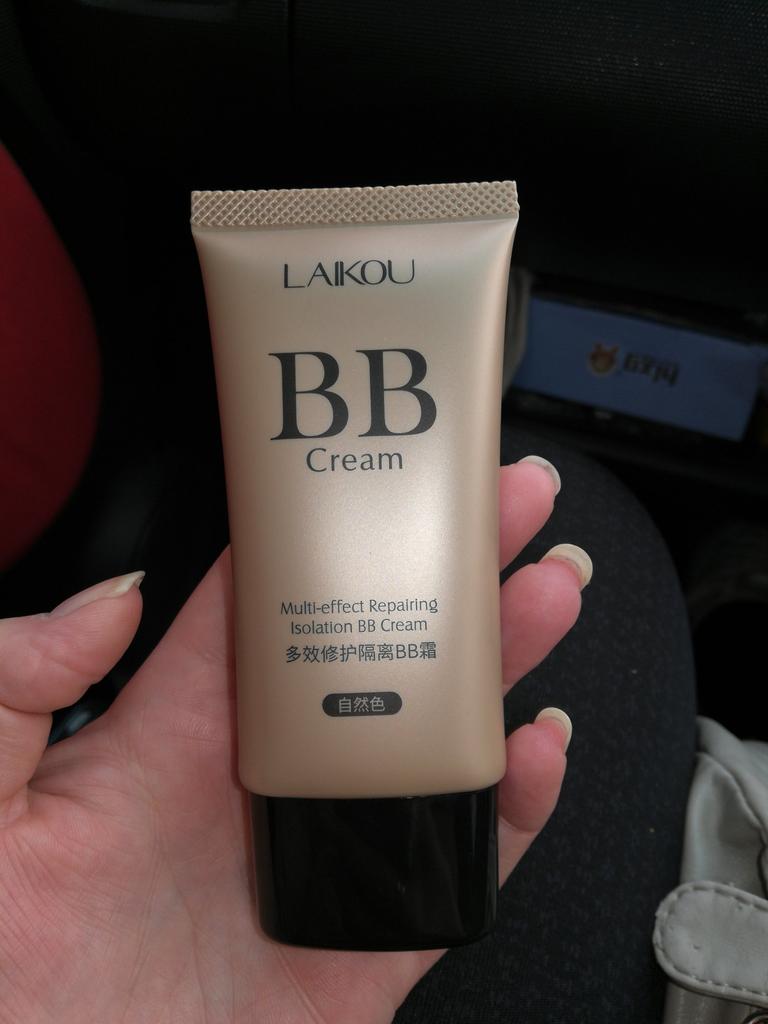 LAIKOU
BB
Cream
Multi-effect Repairing
Isolation BB Cream
多效修护隔离BB霜
自然色